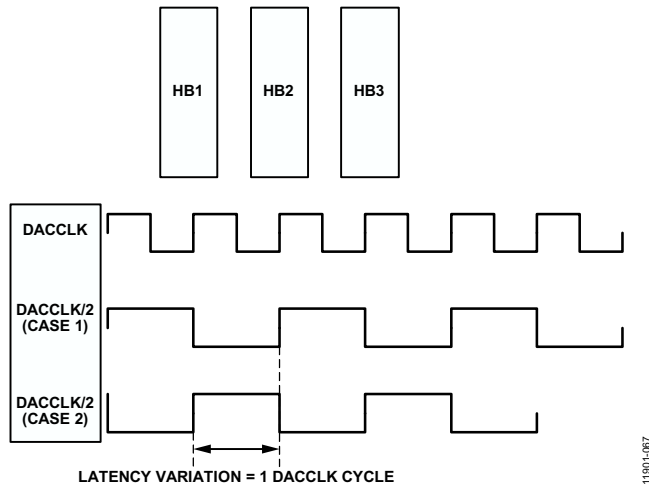 HB1
HB2
HB3
DACCLK
DACCLK/2
(CASE 1)
DACCLK/2
(CASE 2)
LATENCY VARIATION = 1 DACCLK CYCLE
11901-067